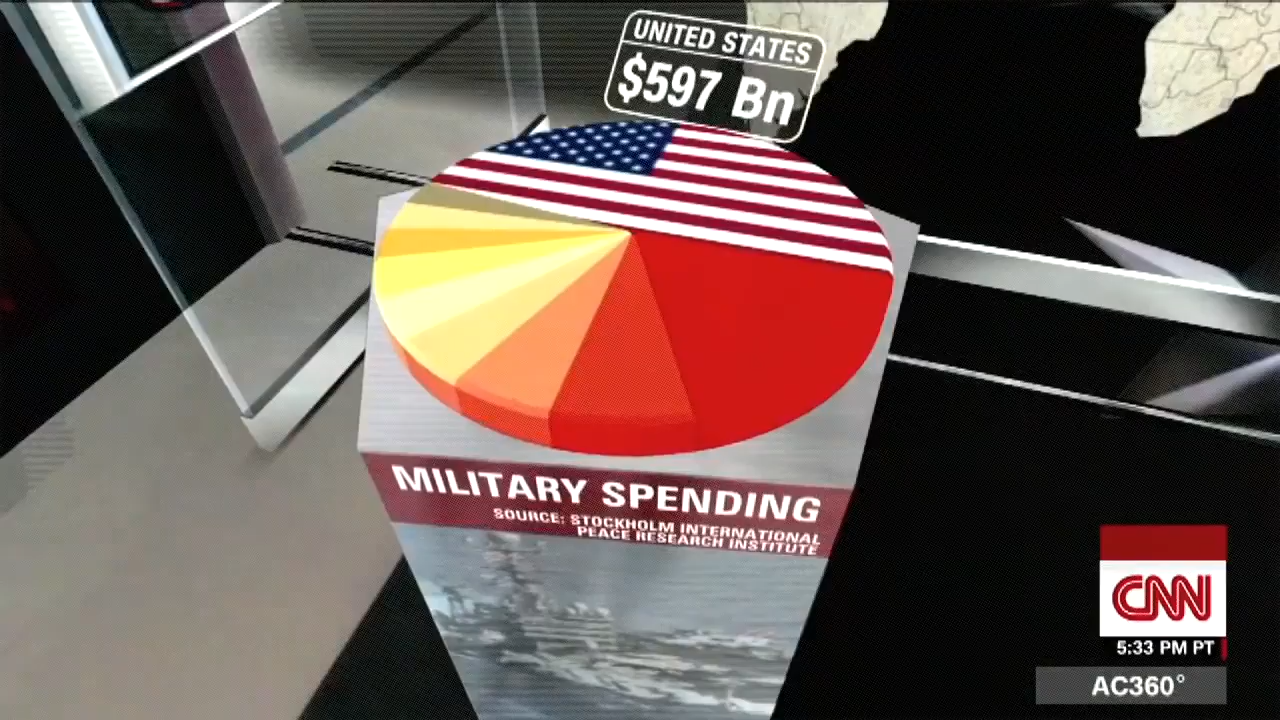 UNITED STATES
$597 Bn
MILITARY SPENDING
SOURCE: STOCKHOLM INTERNATIONAL
PEACE RESEARCH INSTITUTE
CNN
5:33 PM PT
AC360°